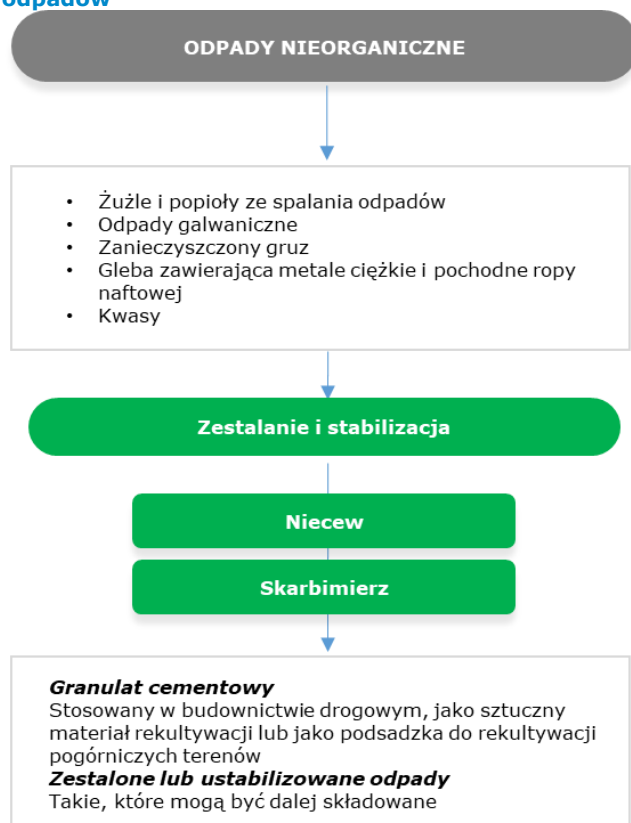 odpadów
ODPADY NIEORGANICZNE
• Żużle i popioły ze spalania odpadów
• Odpady galwaniczne
• Zanieczyszczony gruz
• Gleba zawierająca metale ciężkie i pochodne ropy
naftowej
• Kwasy
Zestalanie i stabilizacja
Niecew
Skarbimierz
Granulat cementowy
Stosowany w budownictwie drogowym, jako sztuczny
materiał rekultywacji lub jako podsadzka do rekultywacji
pogórniczych terenów
Zestalone lub ustabilizowane odpady
Takie, które mogą być dalej składowane